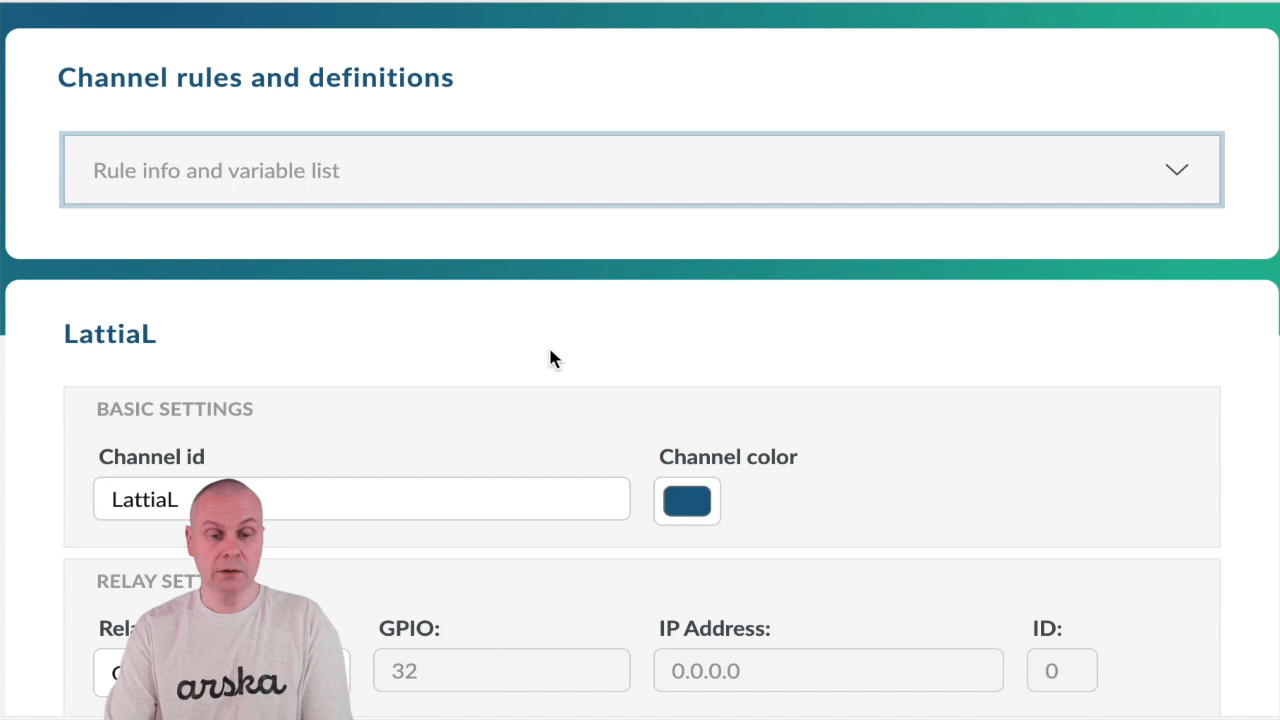 Channel rules and definitions
Rule info and variable list
LattiaL
BASIC SETTINGS
Channel id
Channel color
LattiaL
RELAY
GPIO:
IP Address:
ID:
32
0.0.0.0
0
arska